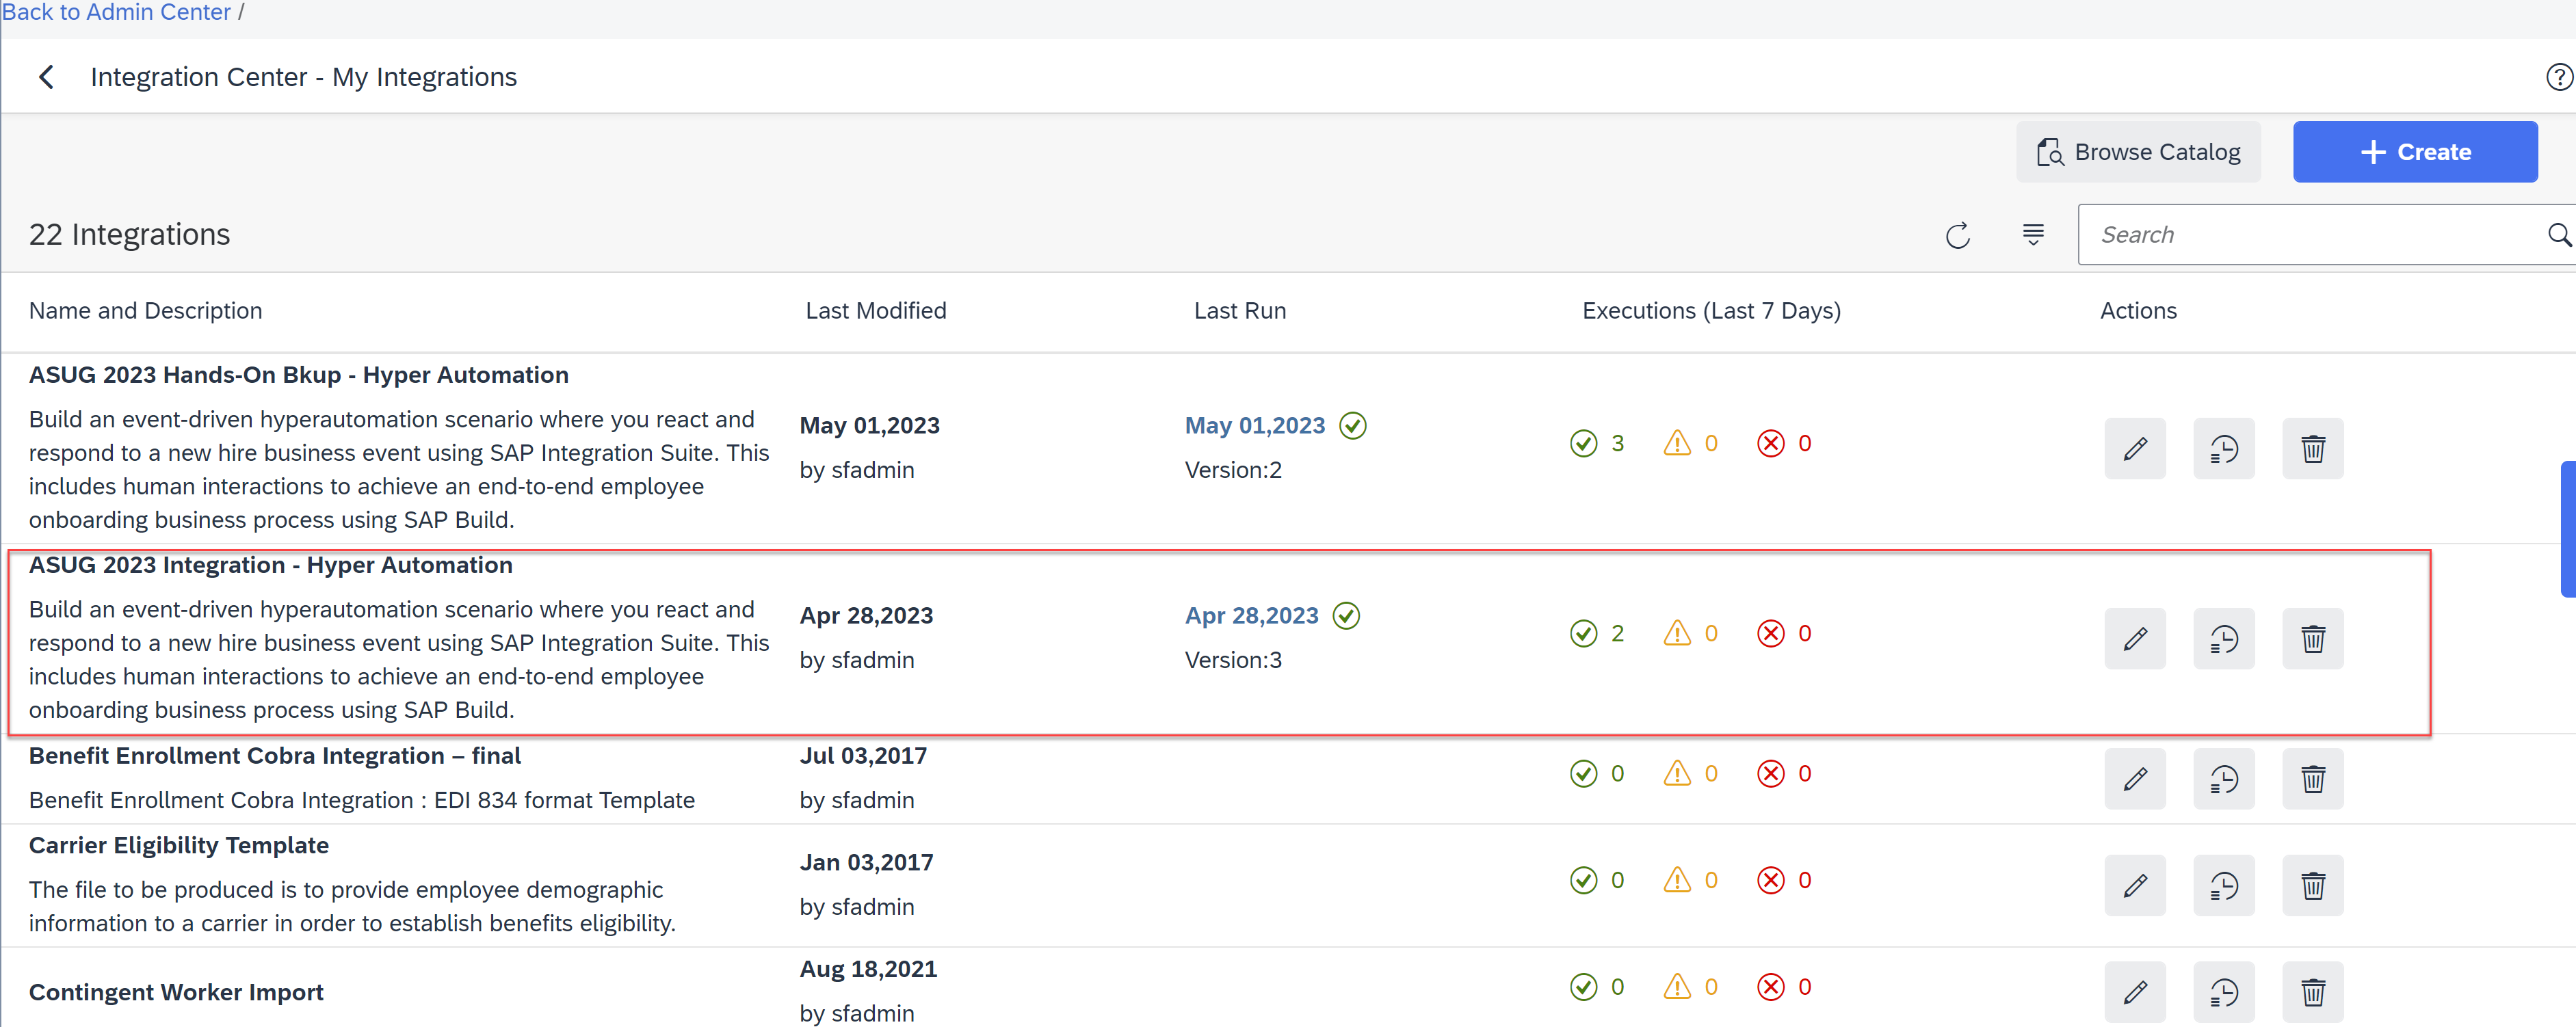 Back to Admin Center /
Integration Center - My Integrations
Browse Catalog
Create
22 Integrations
Search
Name and Description
Last Modified
Last Run
Executions (Last 7 Days)
Actions
ASUG 2023 Hands-On Bkup - Hyper Automation
Build an event-driven hyperautomation scenario where you react and
respond to a new hire business event using SAP Integration Suite. This
includes human interactions to achieve an end-to-end employee
onboarding business process using SAP Build.
May 01,2023
by sfadmin
May 01,2023
Version:2
3 0 0
ASUG 2023 Integration - Hyper Automation
Build an event-driven hyperautomation scenario where you react and
respond to a new hire business event using SAP Integration Suite. This
includes human interactions to achieve an end-to-end employee
onboarding business process using SAP Build.
Apr 28,2023
by sfadmin
Apr 28,2023
Version:3
2 0 0
Benefit Enrollment Cobra Integration – final
Benefit Enrollment Cobra Integration : EDI 834 format Template
Jul 03,2017
by sfadmin
0 0 0
Carrier Eligibility Template
The file to be produced is to provide employee demographic
information to a carrier in order to establish benefits eligibility.
Jan 03,2017
by sfadmin
0 0 0
Contingent Worker Import
Aug 18,2021
by sfadmin
0 0 0